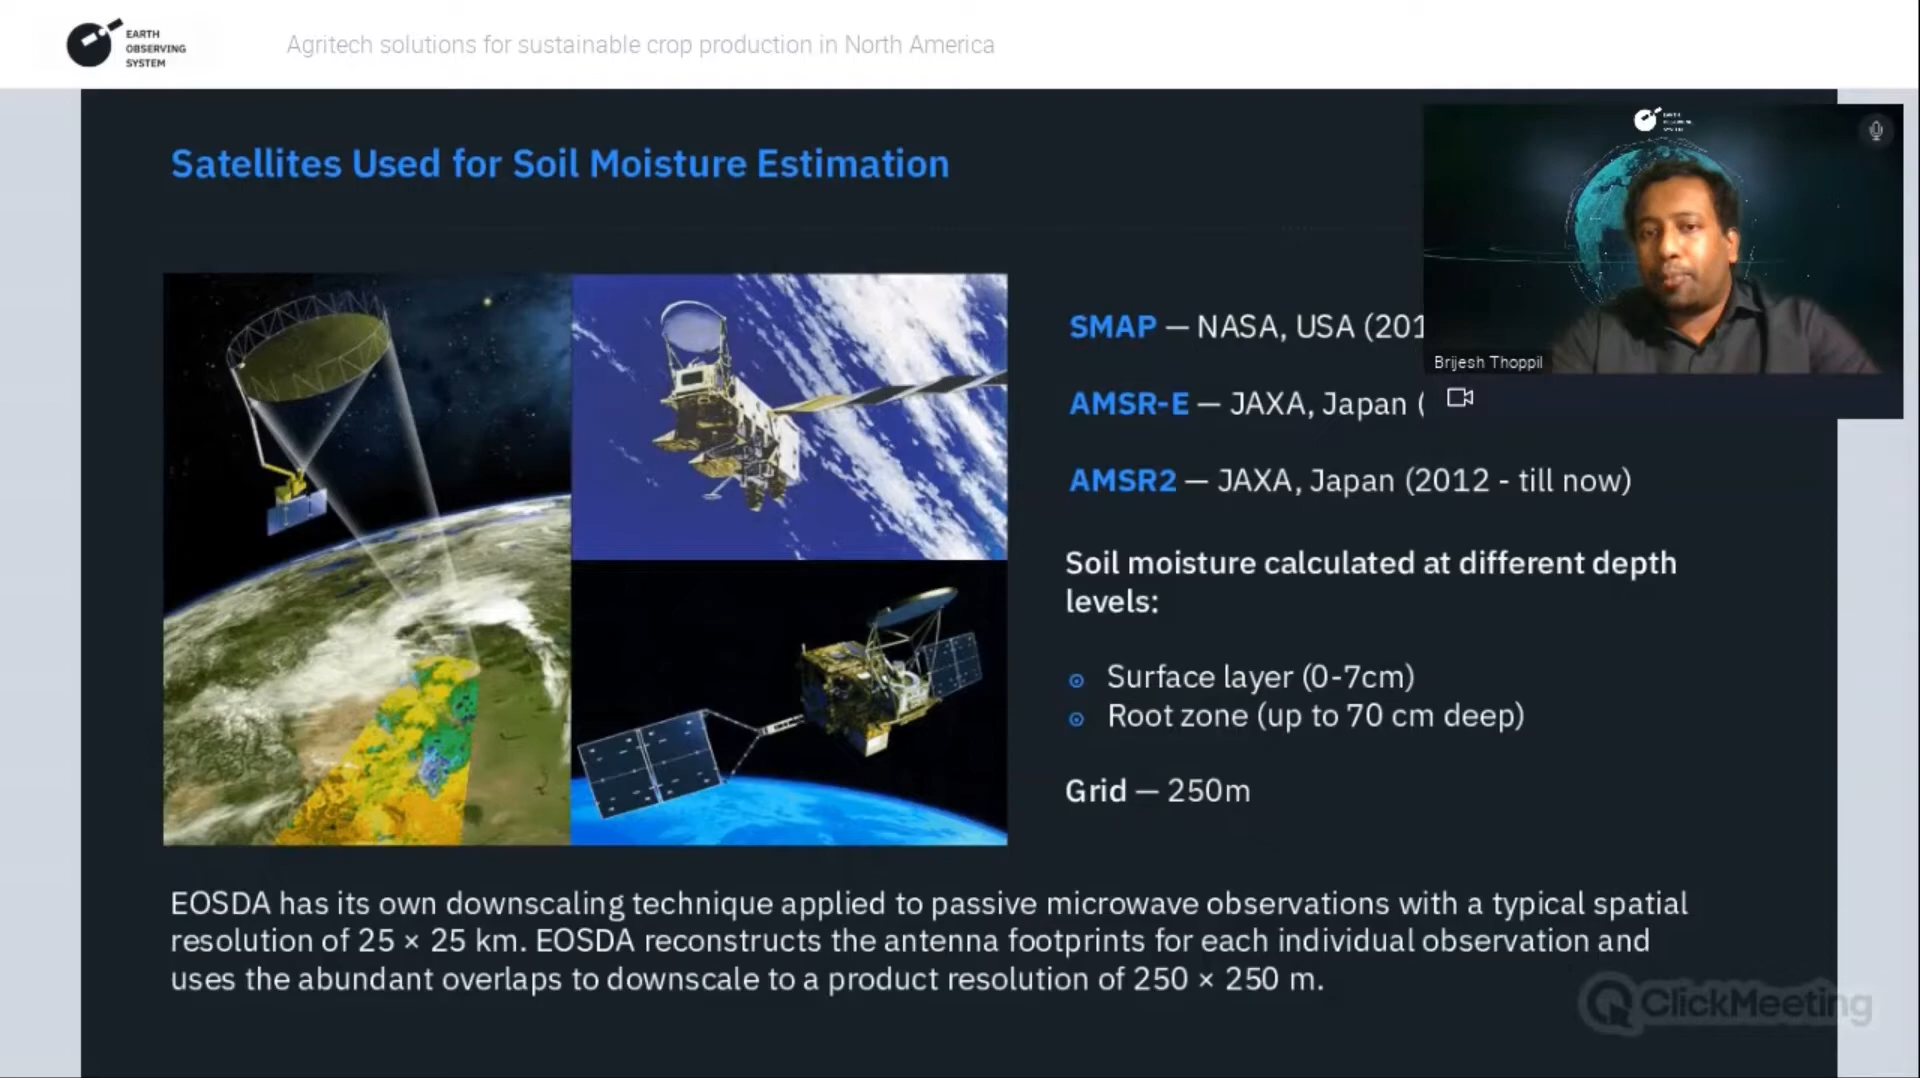 EARTH
OBSERVING
SYSTEM
Agritech solutions for sustainable crop production in North America
Satellites Used for Soil Moisture Estimation
SMAP — NASA, USA (201
AMSR-E — JAXA, Japan (
AMSR2 — JAXA, Japan (2012 - till now)
Soil moisture calculated at different depth
levels:
Surface layer (0-7cm)
Root zone (up to 70 cm deep)
Grid — 250m
EOSDA has its own downscaling technique applied to passive microwave observations with a typical spatial
resolution of 25 × 25 km. EOSDA reconstructs the antenna footprints for each individual observation and
uses the abundant overlaps to downscale to a product resolution of 250 × 250 m.
Brijesh Thoppil
ClickMeeting